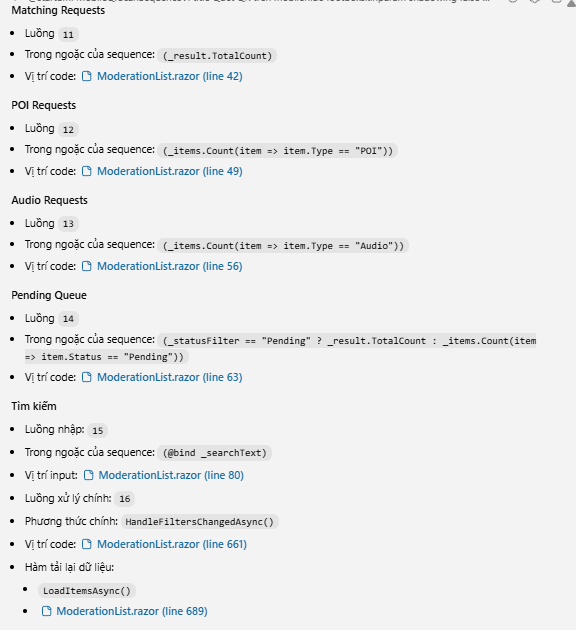 Matching Requests
Luồng 11
Trong ngoặc của sequence: (_result.TotalCount)
Vị trí code: ModerationList.razor (line 42)
POI Requests
Luồng 12
Trong ngoặc của sequence: (_items.Count(item => item.Type == "POI"))
Vị trí code: ModerationList.razor (line 49)
Audio Requests
Luồng 13
Trong ngoặc của sequence: (_items.Count(item => item.Type == "Audio"))
Vị trí code: ModerationList.razor (line 56)
Pending Queue
Luồng 14
Trong ngoặc của sequence: (_statusFilter == "Pending" ? _result.TotalCount : _items.Count(item
=> item.Status == "Pending"))
Vị trí code: ModerationList.razor (line 63)
Tìm kiếm
Luồng nhập: 15
Trong ngoặc của sequence: (@bind _searchText)
Vị trí input: ModerationList.razor (line 80)
Luồng xử lý chính: 16
Phương thức chính: HandleFiltersChangedAsync()
Vị trí code: ModerationList.razor (line 661)
Hàm tải lại dữ liệu:
LoadItemsAsync()
ModerationList.razor (line 689)